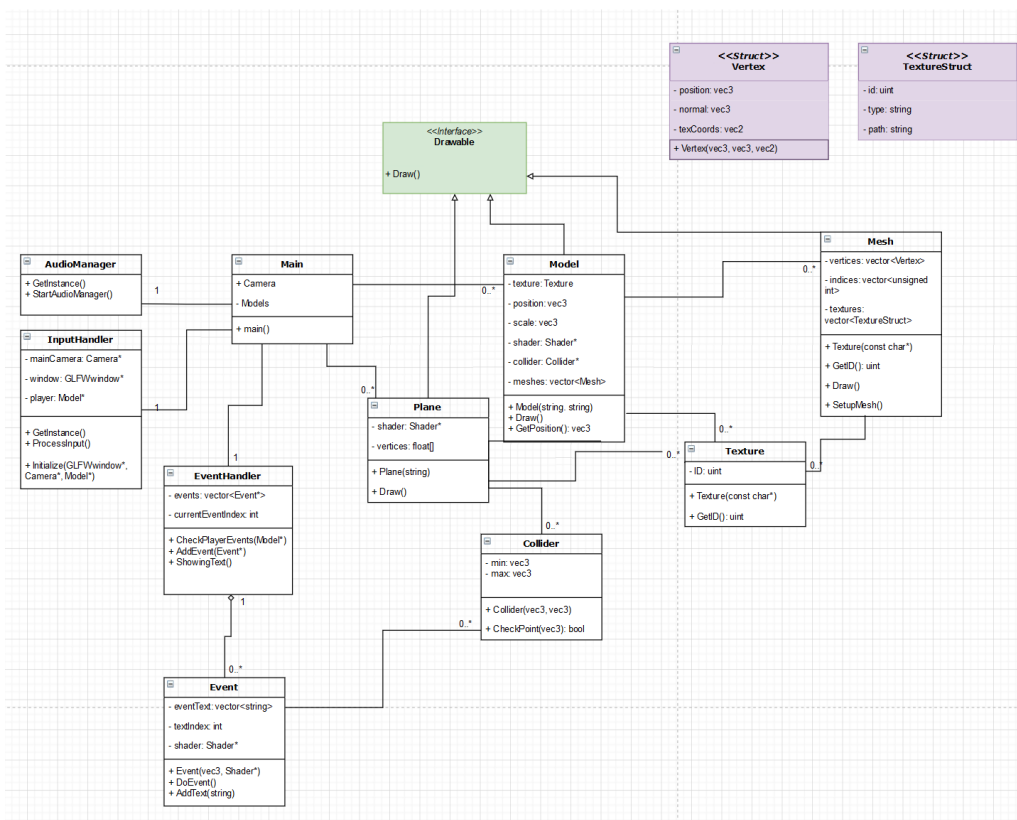 <<Struct>>
Vertex
- position: vec3
- normal: vec3
- texCoords: vec2
+ Vertex(vec3, vec3, vec2)
<<Struct>>
TextureStruct
- id: uint
- type: string
- path: string
<<Interface>>
Drawable
+ Draw()
AudioManager
+ GetInstance()
+ StartAudioManager()
1
Main
+ Camera
- Models
+ main()
0..*
Model
- texture: Texture
- position: vec3
- scale: vec3
- shader: Shader*
- collider: Collider*
- meshes: vector<Mesh>
+ Model(string. string)
+ Draw()
+ GetPosition(): vec3
0..*
Mesh
- vertices: vector<Vertex>
- indices: vector<unsigned
int>
- textures:
vector<TextureStruct>
+ Texture(const char*)
+ GetID(): uint
+ Draw()
+ SetupMesh()
InputHandler
- mainCamera: Camera*
- window: GLFWwindow*
- player: Model*
+ GetInstance()
+ ProcessInput()
+ Initialize(GLFWwindow*,
Camera*, Model*)
1
0..*
Plane
- shader: Shader*
- vertices: float[]
+ Plane(string)
+ Draw()
0..*
0..*
0..*
Texture
- ID: uint
+ Texture(const char*)
+ GetID(): uint
1
EventHandler
- events: vector<Event*>
- currentEventIndex: int
+ CheckPlayerEvents(Model*)
+ AddEvent(Event*)
+ ShowingText()
1
0..*
Collider
- min: vec3
- max: vec3
+ Collider(vec3, vec3)
+ CheckPoint(vec3): bool
0..*
0..*
Event
- eventText: vector<string>
- textIndex: int
- shader: Shader*
+ Event(vec3, Shader*)
+ DoEvent()
+ AddText(string)